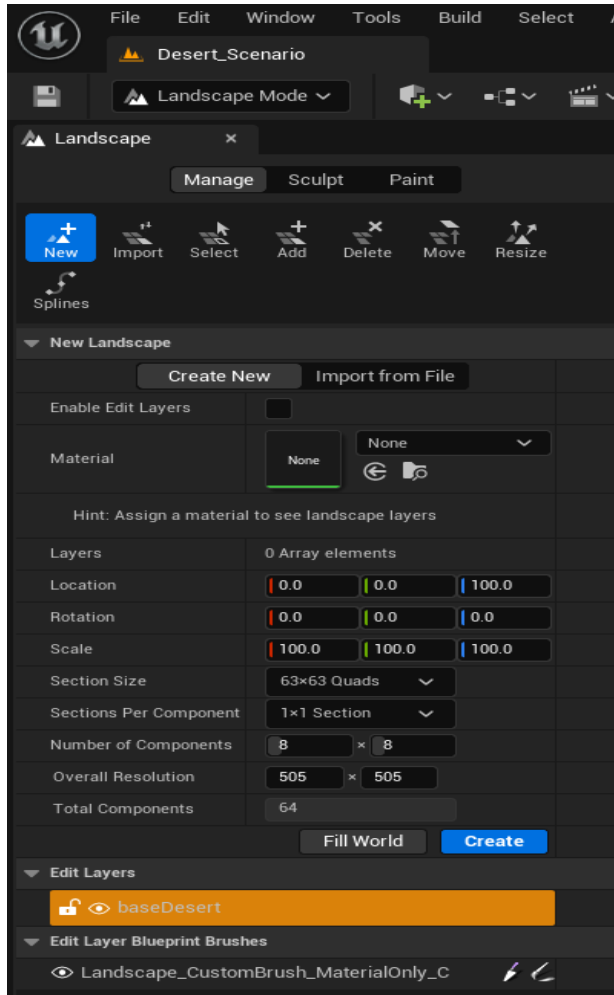 File Edit Window Tools Build Select
Desert_Scenario
Landscape Mode
Landscape ×
Manage Sculpt Paint
New Import Select Add Delete Move Resize
Splines
New Landscape
Create New Import from File
Enable Edit Layers
Material None None
Hint: Assign a material to see landscape layers
Layers 0 Array elements
Location 0.0 0.0 100.0
Rotation 0.0 0.0 0.0
Scale 100.0 100.0 100.0
Section Size 63×63 Quads
Sections Per Component 1×1 Section
Number of Components 8 × 8
Overall Resolution 505 × 505
Total Components 64
Fill World Create
Edit Layers
baseDesert
Edit Layer Blueprint Brushes
Landscape_CustomBrush_MaterialOnly_C